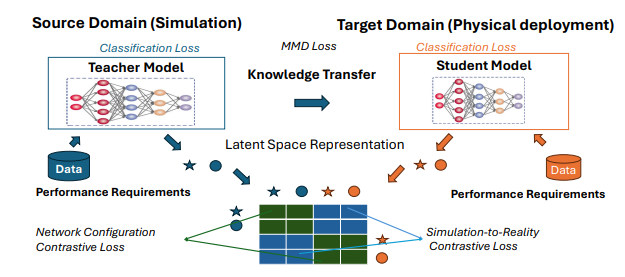 Source Domain (Simulation)
Target Domain (Physical deployment)
Classification Loss
MMD Loss
Classification Loss
Teacher Model
Knowledge Transfer
Student Model
Latent Space Representation
Data
Data
Performance Requirements
Performance Requirements
Network Configuration
Contrastive Loss
Simulation-to-Reality
Contrastive Loss